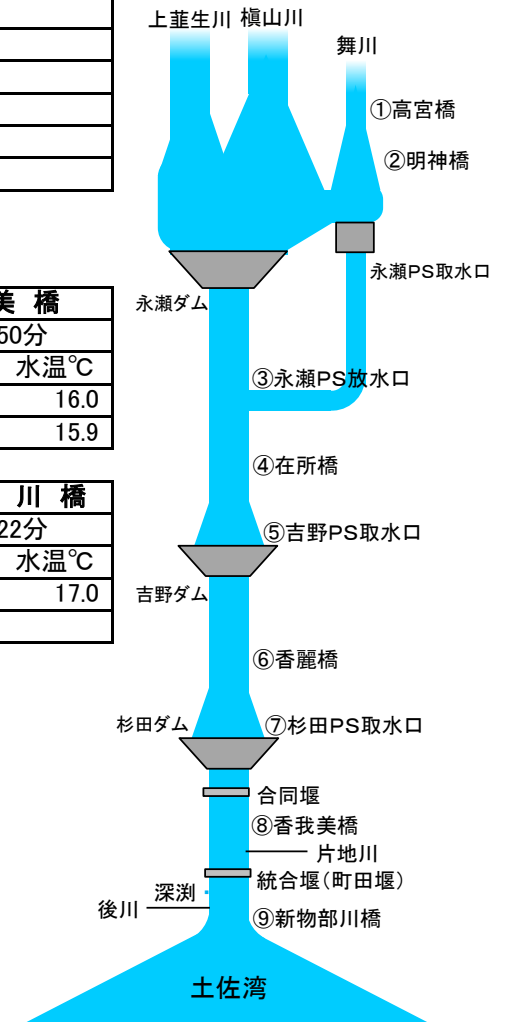 上韮生川 槇山川
舞川
①高宮橋
②明神橋
永瀬PS取水口
永瀬ダム
美 橋
50分
水温℃
16.0
15.9
③永瀬PS放水口
④在所橋
川 橋
22分
水温℃
17.0
⑤吉野PS取水口
吉野ダム
⑥香麗橋
杉田ダム
⑦杉田PS取水口
合同堰
⑧香我美橋
片地川
統合堰(町田堰)
深渕
後川
⑨新物部川橋
土佐湾